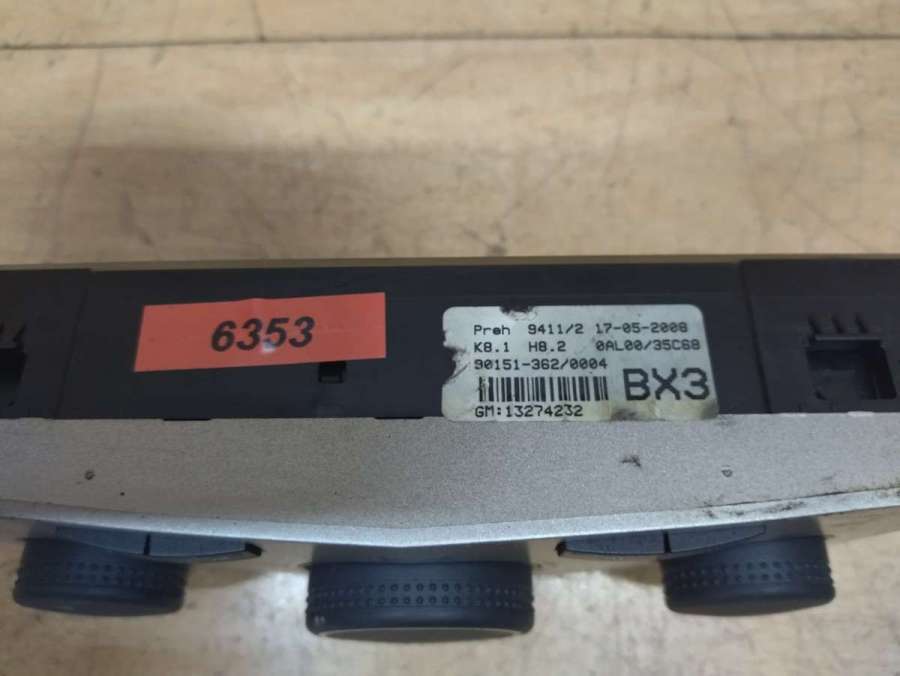 6353
Preh 9411/2 17-05-2008
K8.1 H8.2 0AL00/35C68
90151-362/0004
BX3
GM:13274232